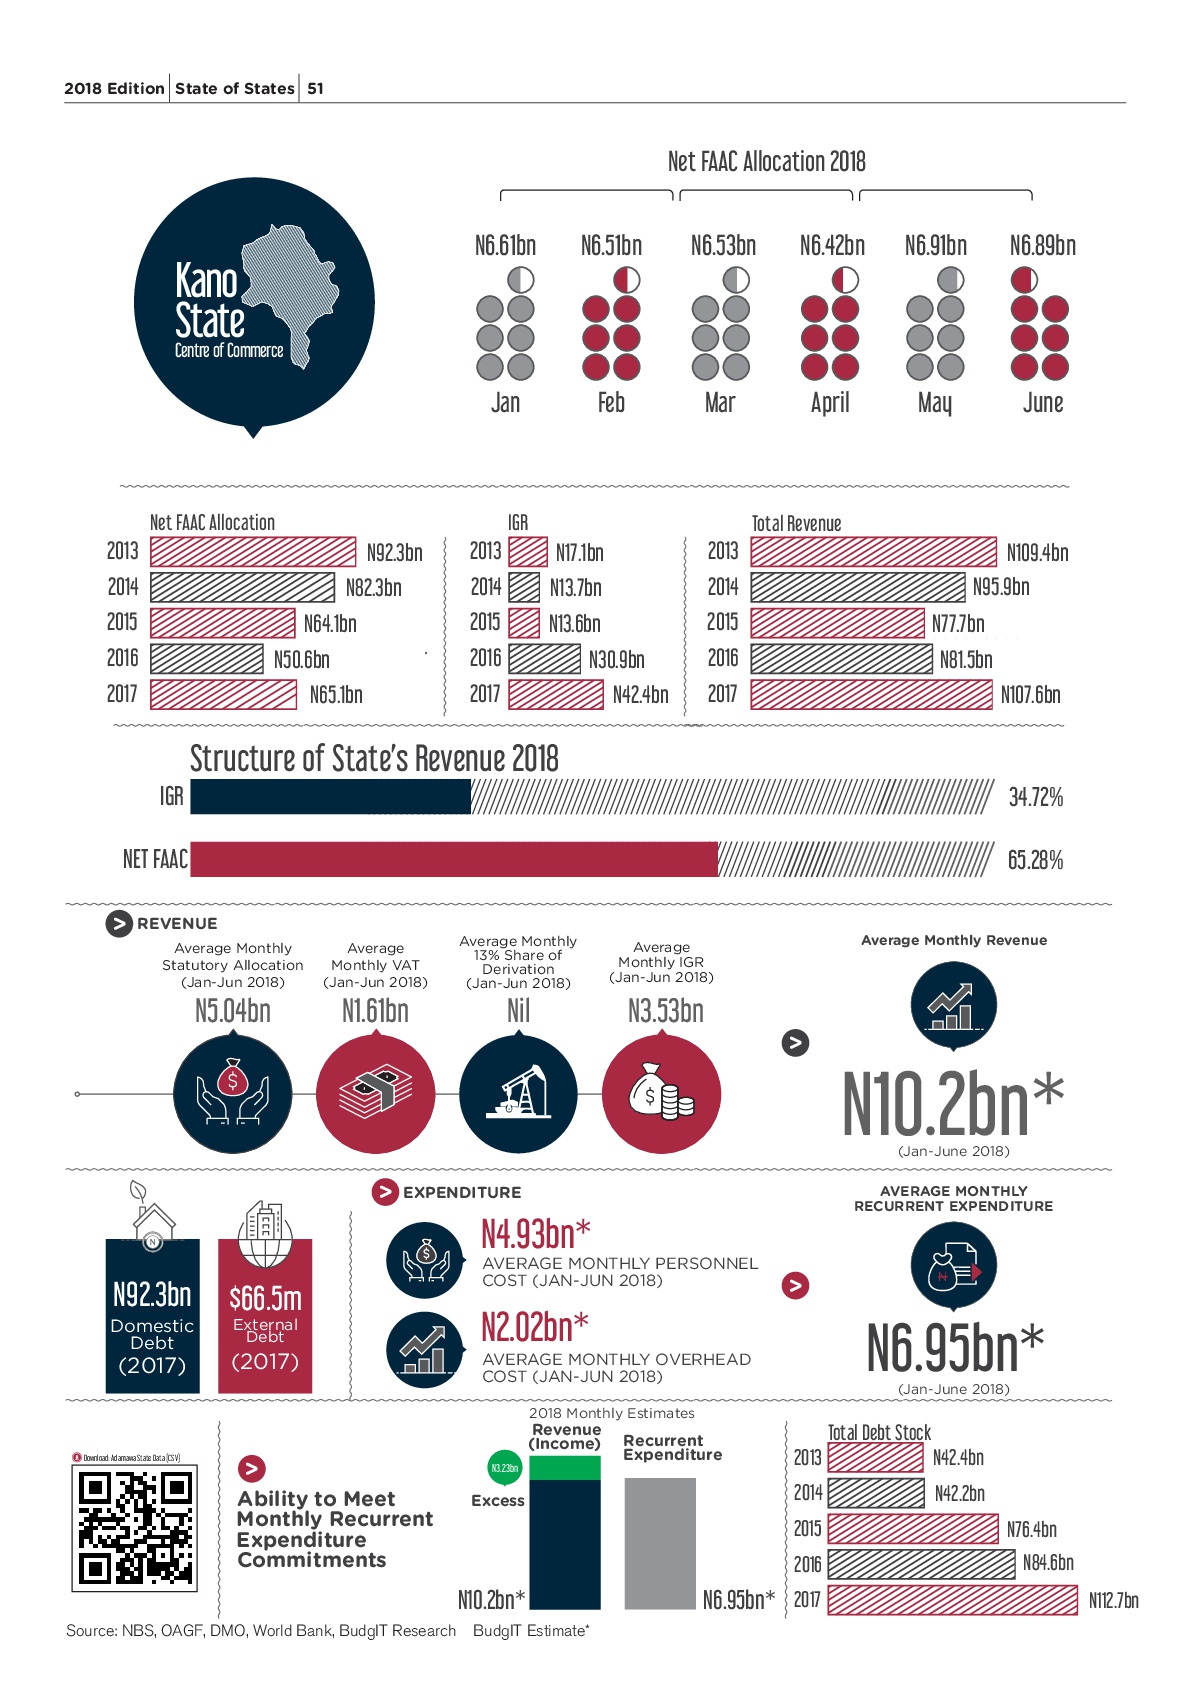 2018 Edition | State of States | 51
Net FAAC Allocation 2018
Kano
State
Centre of Commerce
N6.61bn N6.51bn N6.53bn N6.42bn N6.91bn N6.89bn
Jan Feb Mar April May June
Net FAAC Allocation
2013 N92.3bn
2014 N82.3bn
2015 N64.1bn
2016 N50.6bn
2017 N65.1bn
IGR
2013 N17.1bn
2014 N13.7bn
2015 N13.6bn
2016 N30.9bn
2017 N42.4bn
Total Revenue
2013 N109.4bn
2014 N95.9bn
2015 N77.7bn
2016 N81.5bn
2017 N107.6bn
Structure of State's Revenue 2018
IGR 34.72%
NET FAAC 65.28%
> REVENUE
Average Monthly
Statutory Allocation
(Jan-Jun 2018)
N5.04bn
Average
Monthly VAT
(Jan-Jun 2018)
N1.61bn
Average Monthly
13% Share of
Derivation
(Jan-Jun 2018)
Nil
Average
Monthly IGR
(Jan-Jun 2018)
N3.53bn
>
Average Monthly Revenue
N10.2bn*
(Jan-June 2018)
N
N92.3bn
Domestic
Debt
(2017)
$66.5m
External
Debt
(2017)
> EXPENDITURE
N4.93bn*
AVERAGE MONTHLY PERSONNEL
COST (JAN-JUN 2018)
N2.02bn*
AVERAGE MONTHLY OVERHEAD
COST (JAN-JUN 2018)
>
AVERAGE MONTHLY
RECURRENT EXPENDITURE
N6.95bn*
(Jan-June 2018)
Download: Adamawa State Data (CSV)
>
Ability to Meet
Monthly Recurrent
Expenditure
Commitments
2018 Monthly Estimates
Revenue
(Income)
Recurrent
Expenditure
N3.23bn
Excess
N10.2bn*
N6.95bn*
Total Debt Stock
2013 N42.4bn
2014 N42.2bn
2015 N76.4bn
2016 N84.6bn
2017 N112.7bn
Source: NBS, OAGF, DMO, World Bank, BudgIT Research BudgIT Estimate*